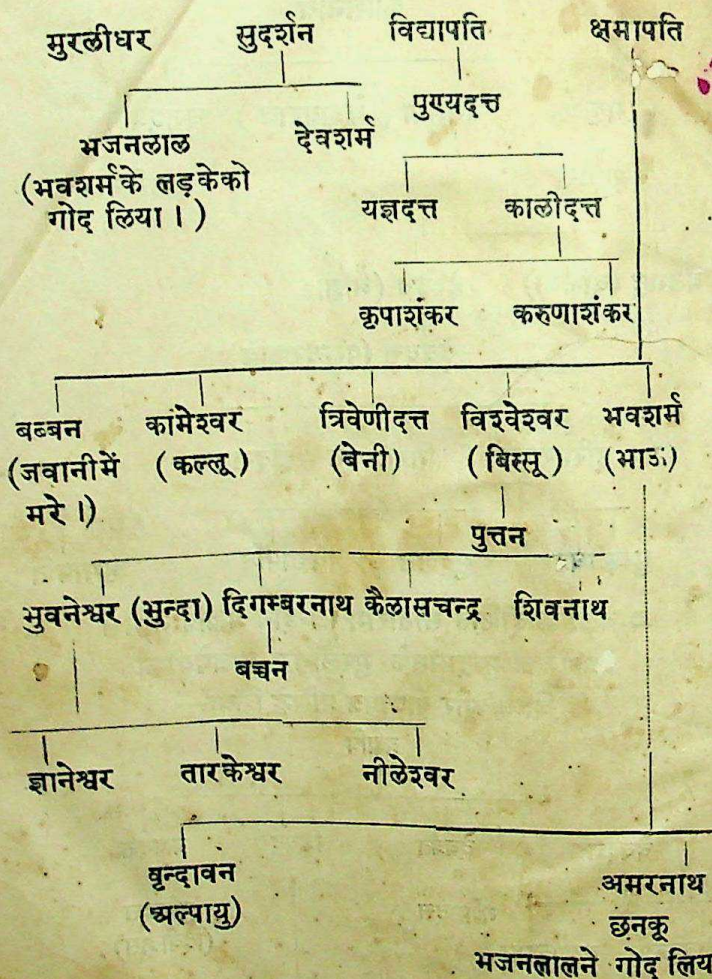 मुरलीधर सुदर्शन विद्यापति क्षमापति
पुण्यदत्त
भजनलाल देवशर्म
(भवशर्मके लड़केको
गोद लिया ।)
यज्ञदत्त कालीदत्त
कृपाशंकर करुणाशंकर
बब्बन कामेश्वर त्रिवेणीदत्त विश्वेश्वर भवशर्म
(जवानीमें (कल्लू) (बेनी) (बिस्सू) (भाऊ)
मरे ।)
पुत्तन
भुवनेश्वर (भुन्दा) दिगम्बरनाथ कैलासचन्द्र शिवनाथ
बच्चन
ज्ञानेश्वर तारकेश्वर नीलेश्वर
वृन्दावन अमरनाथ
(अल्पायु) छनकू
भजनलालने गोद लिय